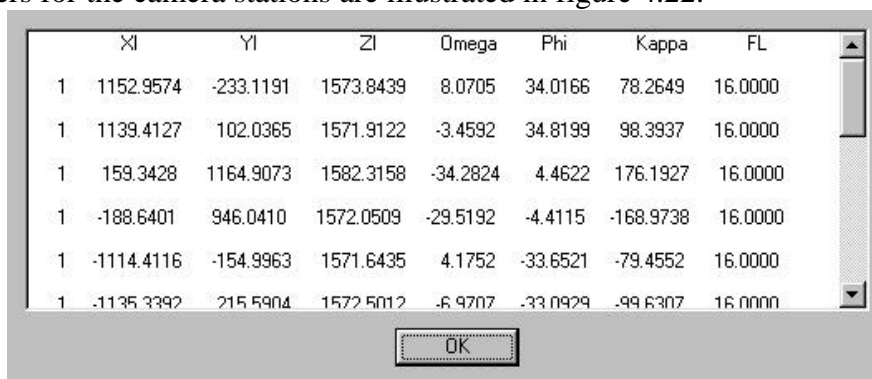 ers for the camera stations are illustrated in figure 4.22.
XI YI ZI Omega Phi Kappa FL
1 1152.9574 -233.1191 1573.8439 8.0705 34.0166 78.2649 16.0000
1 1139.4127 102.0365 1571.9122 -3.4592 34.8199 98.3937 16.0000
1 159.3428 1164.9073 1582.3158 -34.2824 4.4622 176.1927 16.0000
1 -188.6401 946.0410 1572.0509 -29.5192 -4.4115 -168.9738 16.0000
1 -1114.4116 -154.9963 1571.6435 4.1752 -33.6521 -79.4552 16.0000
1 -1135.3392 215.5904 1572.5012 -6.9707 -33.0929 -99.6307 16.0000
OK